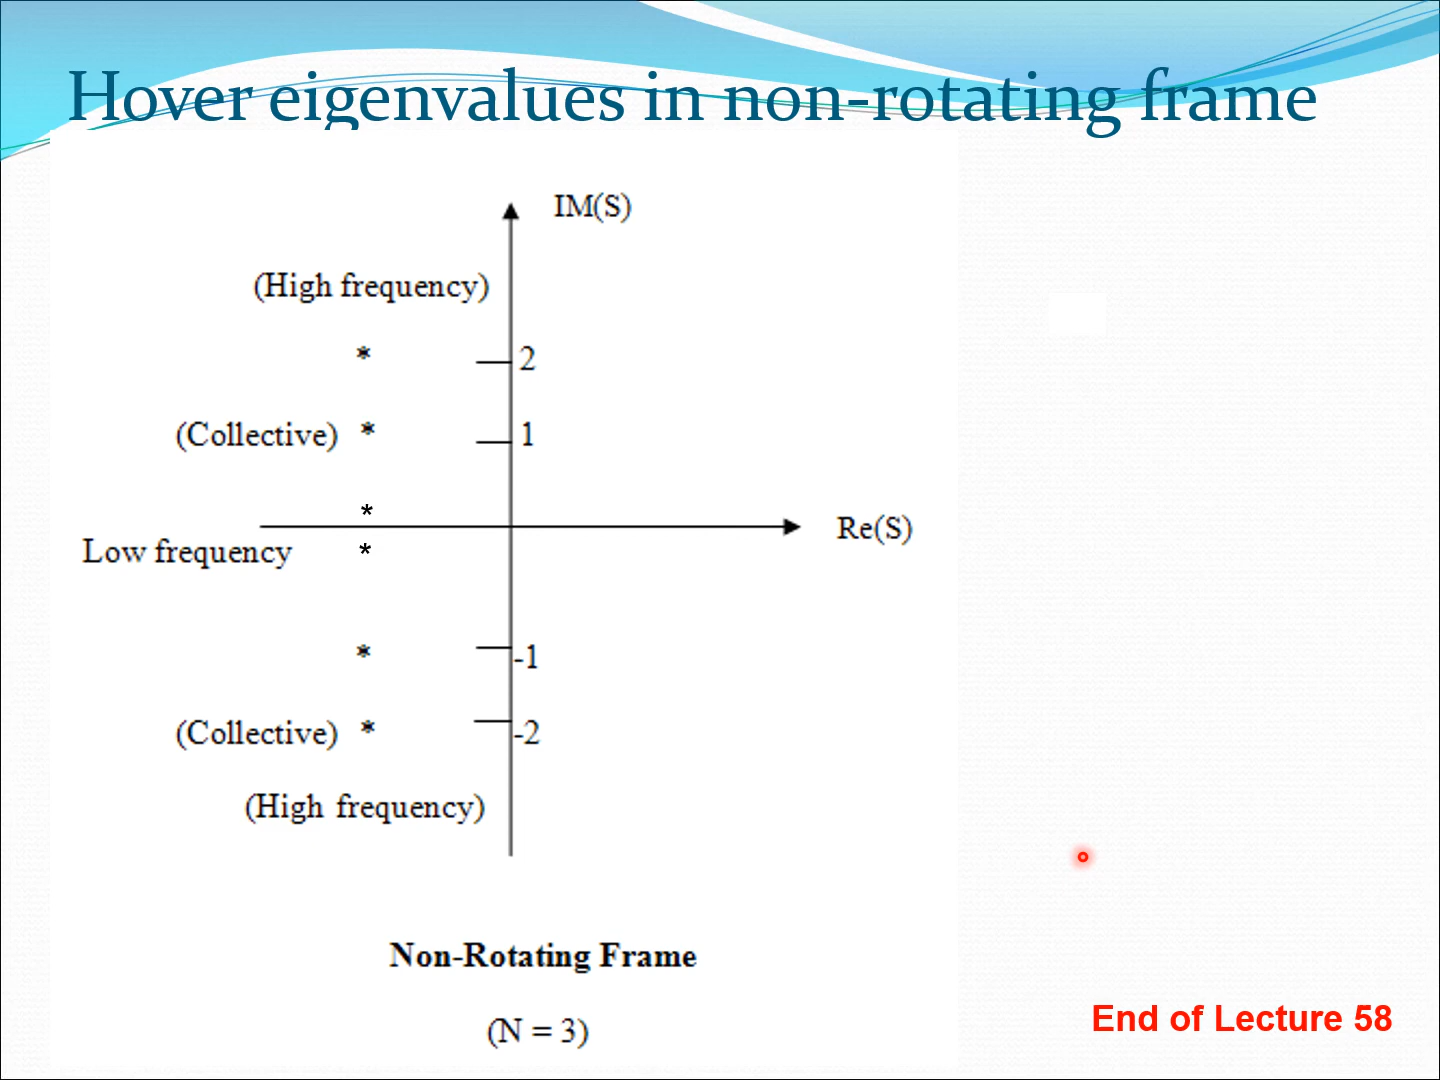 Hover eigenvalues in non-rotating frame
IM(S)
(High frequency)
* 2
(Collective) * 1
*
Re(S)
Low frequency *
* -1
(Collective) * -2
(High frequency)
Non-Rotating Frame
(N = 3)
End of Lecture 58